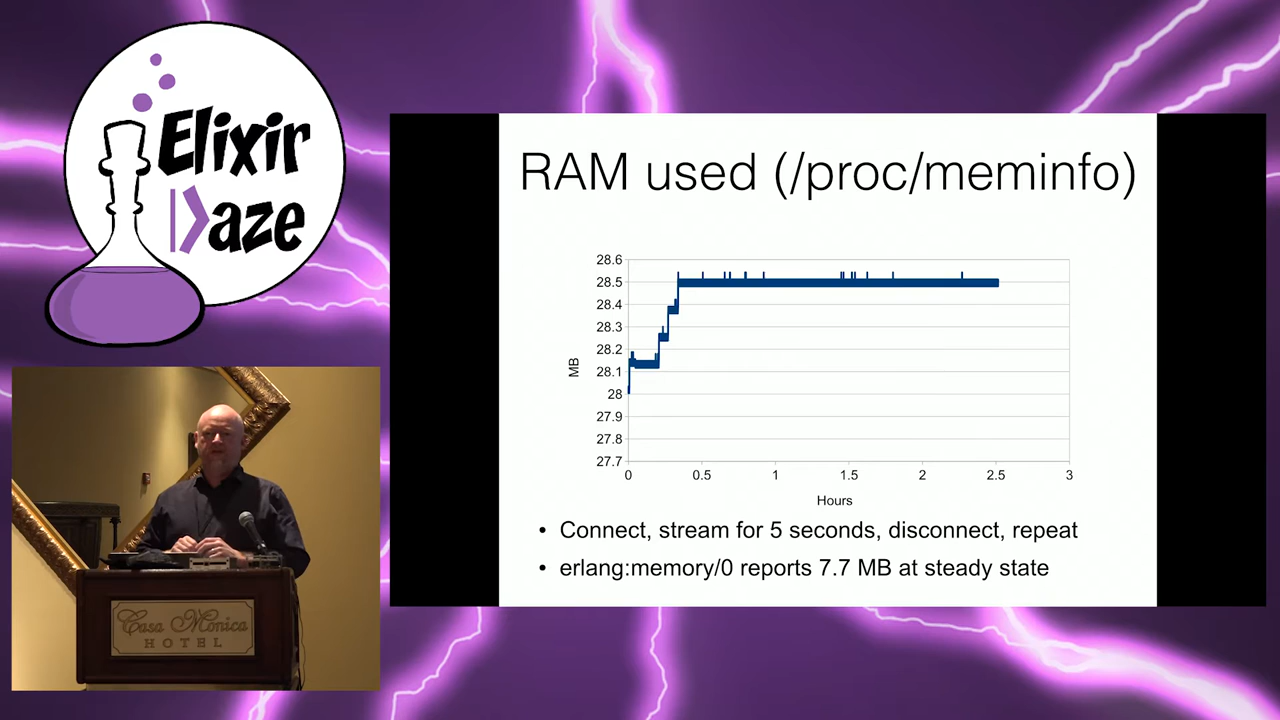 Elixir
Daze
RAM used (/proc/meminfo)
28.6
28.5
28.4
28.3
28.2
28.1
28
27.9
27.8
27.7
MB
0
0.5
1
1.5
2
2.5
3
Hours
• Connect, stream for 5 seconds, disconnect, repeat
• erlang:memory/0 reports 7.7 MB at steady state
Casa Monica
HOTEL